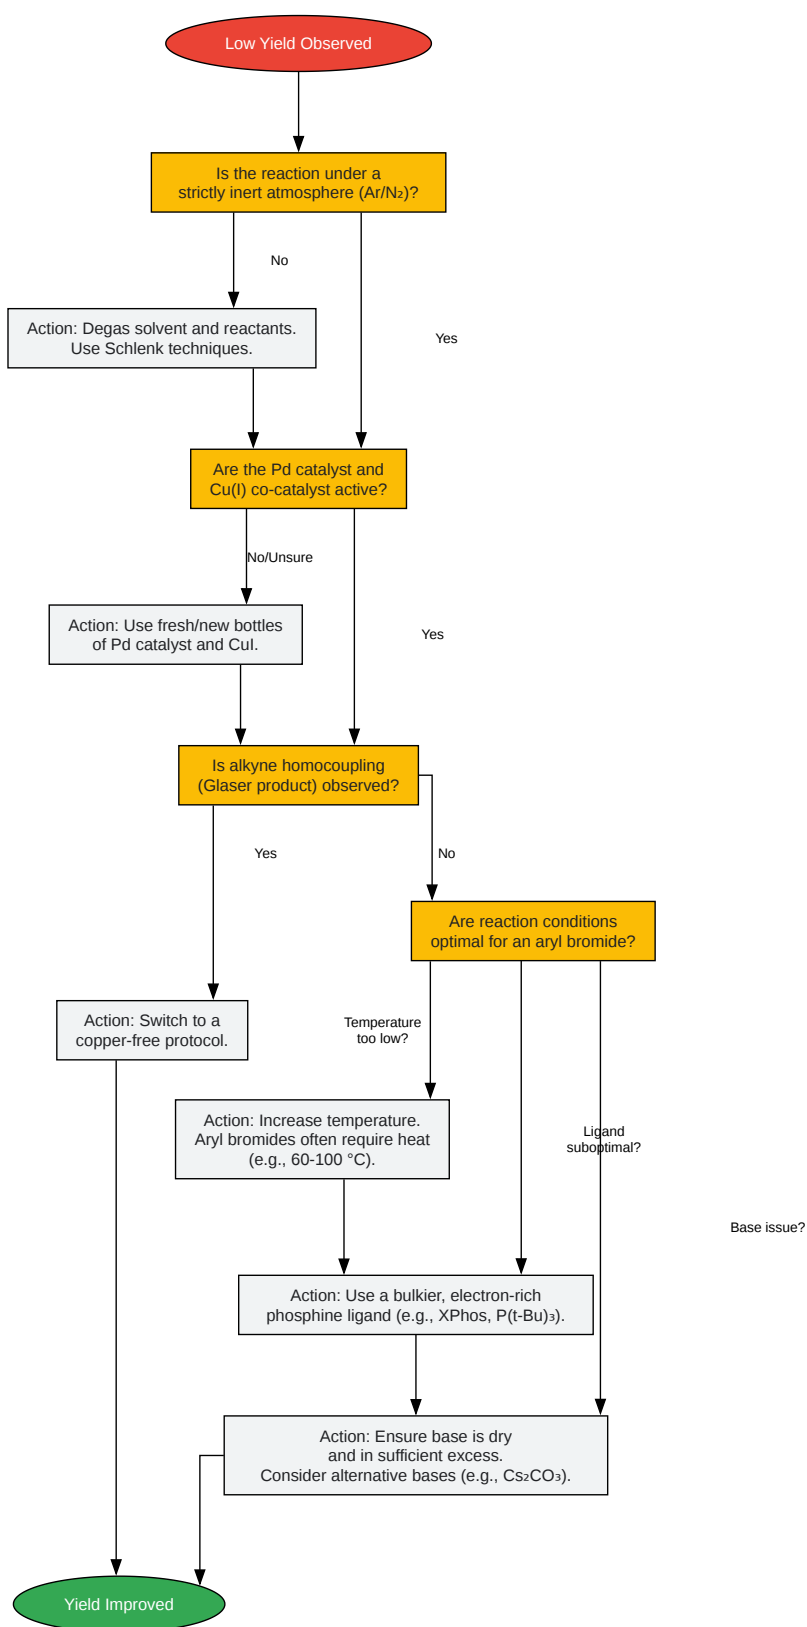 Low Yield Observed
Is the reaction under a
strictly inert atmosphere (Ar/N₂)?
No
Action: Degas solvent and reactants.
Use Schlenk techniques.
Yes
Are the Pd catalyst and
Cu(I) co-catalyst active?
No/Unsure
Action: Use fresh/new bottles
of Pd catalyst and CuI.
Yes
Is alkyne homocoupling
(Glaser product) observed?
Yes
No
Are reaction conditions
optimal for an aryl bromide?
Action: Switch to a
copper-free protocol.
Temperature
too low?
Action: Increase temperature.
Aryl bromides often require heat
(e.g., 60-100 °C).
Ligand
suboptimal?
Base issue?
Action: Use a bulkier, electron-rich
phosphine ligand (e.g., XPhos, P(t-Bu)₃).
Action: Ensure base is dry
and in sufficient excess.
Consider alternative bases (e.g., Cs₂CO₃).
Yield Improved